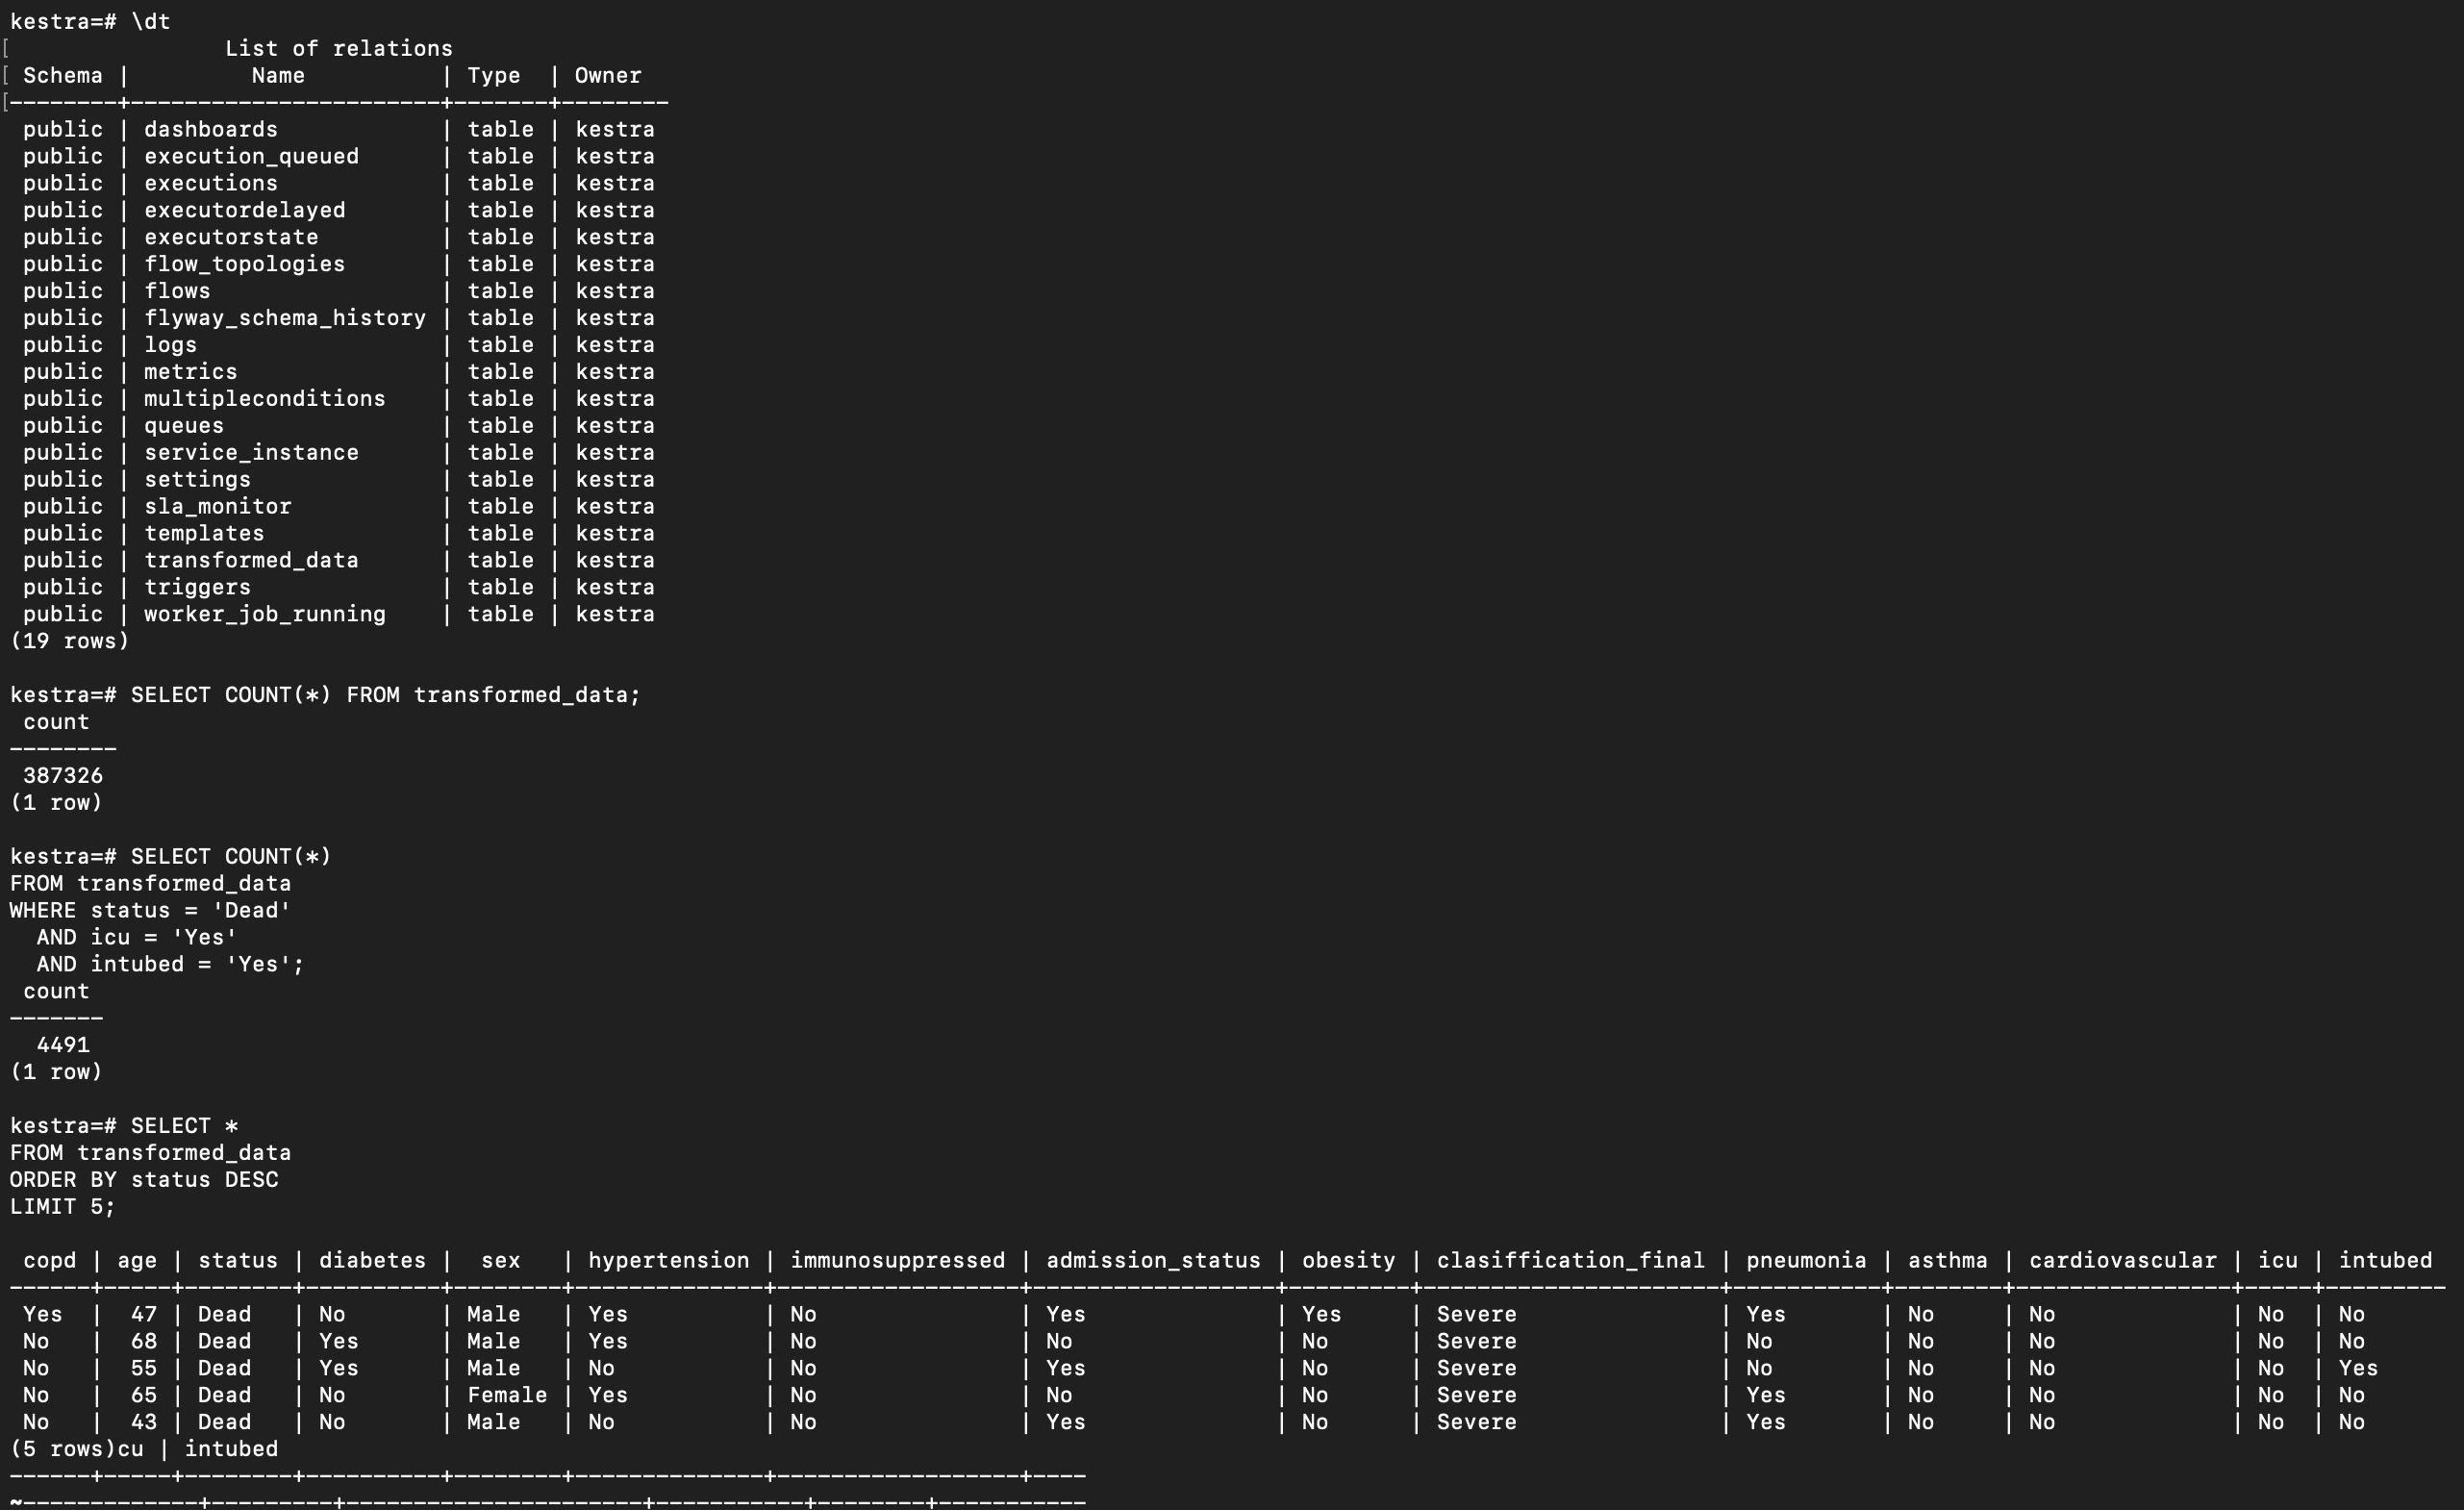 kestra=# \dt
[                List of relations
[ Schema |         Name          | Type  | Owner
[--------+-----------------------+-------+--------
 public | dashboards            | table | kestra
 public | execution_queued      | table | kestra
 public | executions            | table | kestra
 public | executordelayed       | table | kestra
 public | executorstate         | table | kestra
 public | flow_topologies       | table | kestra
 public | flows                 | table | kestra
 public | flyway_schema_history | table | kestra
 public | logs                  | table | kestra
 public | metrics               | table | kestra
 public | multipleconditions    | table | kestra
 public | queues                | table | kestra
 public | service_instance      | table | kestra
 public | settings              | table | kestra
 public | sla_monitor           | table | kestra
 public | templates             | table | kestra
 public | transformed_data      | table | kestra
 public | triggers              | table | kestra
 public | worker_job_running    | table | kestra
(19 rows)

kestra=# SELECT COUNT(*) FROM transformed_data;
 count
--------
 387326
(1 row)

kestra=# SELECT COUNT(*)
FROM transformed_data
WHERE status = 'Dead'
  AND icu = 'Yes'
  AND intubed = 'Yes';
 count
-------
  4491
(1 row)

kestra=# SELECT *
FROM transformed_data
ORDER BY status DESC
LIMIT 5;

 copd | age | status | diabetes |  sex   | hypertension | immunosuppressed | admission_status | obesity | clasiffication_final | pneumonia | asthma | cardiovascular | icu | intubed
------+-----+--------+----------+--------+--------------+------------------+------------------+---------+----------------------+-----------+--------+----------------+-----+---------
 Yes  |  47 | Dead   | No       | Male   | Yes          | No               | Yes              | Yes     | Severe               | Yes       | No     | No             | No  | No
 No   |  68 | Dead   | Yes      | Male   | Yes          | No               | No               | No      | Severe               | No        | No     | No             | No  | No
 No   |  55 | Dead   | Yes      | Male   | No           | No               | Yes              | No      | Severe               | No        | No     | No             | No  | Yes
 No   |  65 | Dead   | No       | Female | Yes          | No               | No               | No      | Severe               | Yes       | No     | No             | No  | No
 No   |  43 | Dead   | No       | Male   | No           | No               | Yes              | No      | Severe               | Yes       | No     | No             | No  | No
(5 rows)cu | intubed
------+-----+--------+----------+--------+--------------+------------------+----
~-------------+---------+----------------------+-----------+--------+-----------